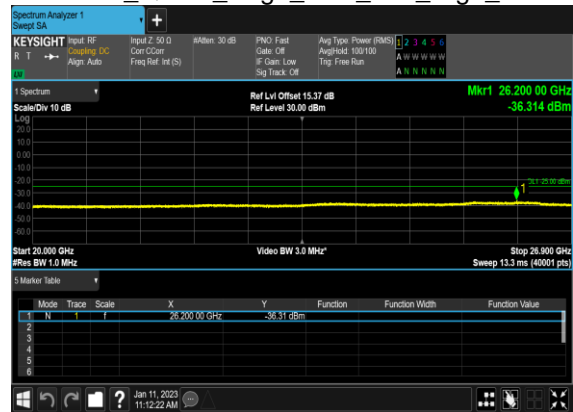 Spectrum Analyzer 1
Swept SA
+
KEYSIGHT Input: RF Input Z: 50 Ω #Atten: 30 dB PNO: Fast Avg Type: Power (RMS) 1 2 3 4 5 6
R T Coupling: DC Corr CCorr Gate: Off Avg|Hold: 100/100 A W W W W W
Align: Auto Freq Ref: Int (S) IF Gain: Low Trig: Free Run
Sig Track: Off A N N N N N
1 Spectrum Ref Lvl Offset 15.37 dB Mkr1 26.200 00 GHz
Scale/Div 10 dB Ref Level 30.00 dBm -36.314 dBm
Log
20.0
10.0
0.00
-10.0
-20.0
DL1 -25.00 dBm
1
-30.0
-40.0
-50.0
-60.0
Start 20.000 GHz Video BW 3.0 MHz* Stop 26.900 GHz
#Res BW 1.0 MHz Sweep 13.3 ms (40001 pts)
5 Marker Table
Mode Trace Scale X Y Function Function Width Function Value
1 N 1 f 26.200 00 GHz -36.31 dBm
2
3
4
5
6
? Jan 11, 2023
11:12:22 AM